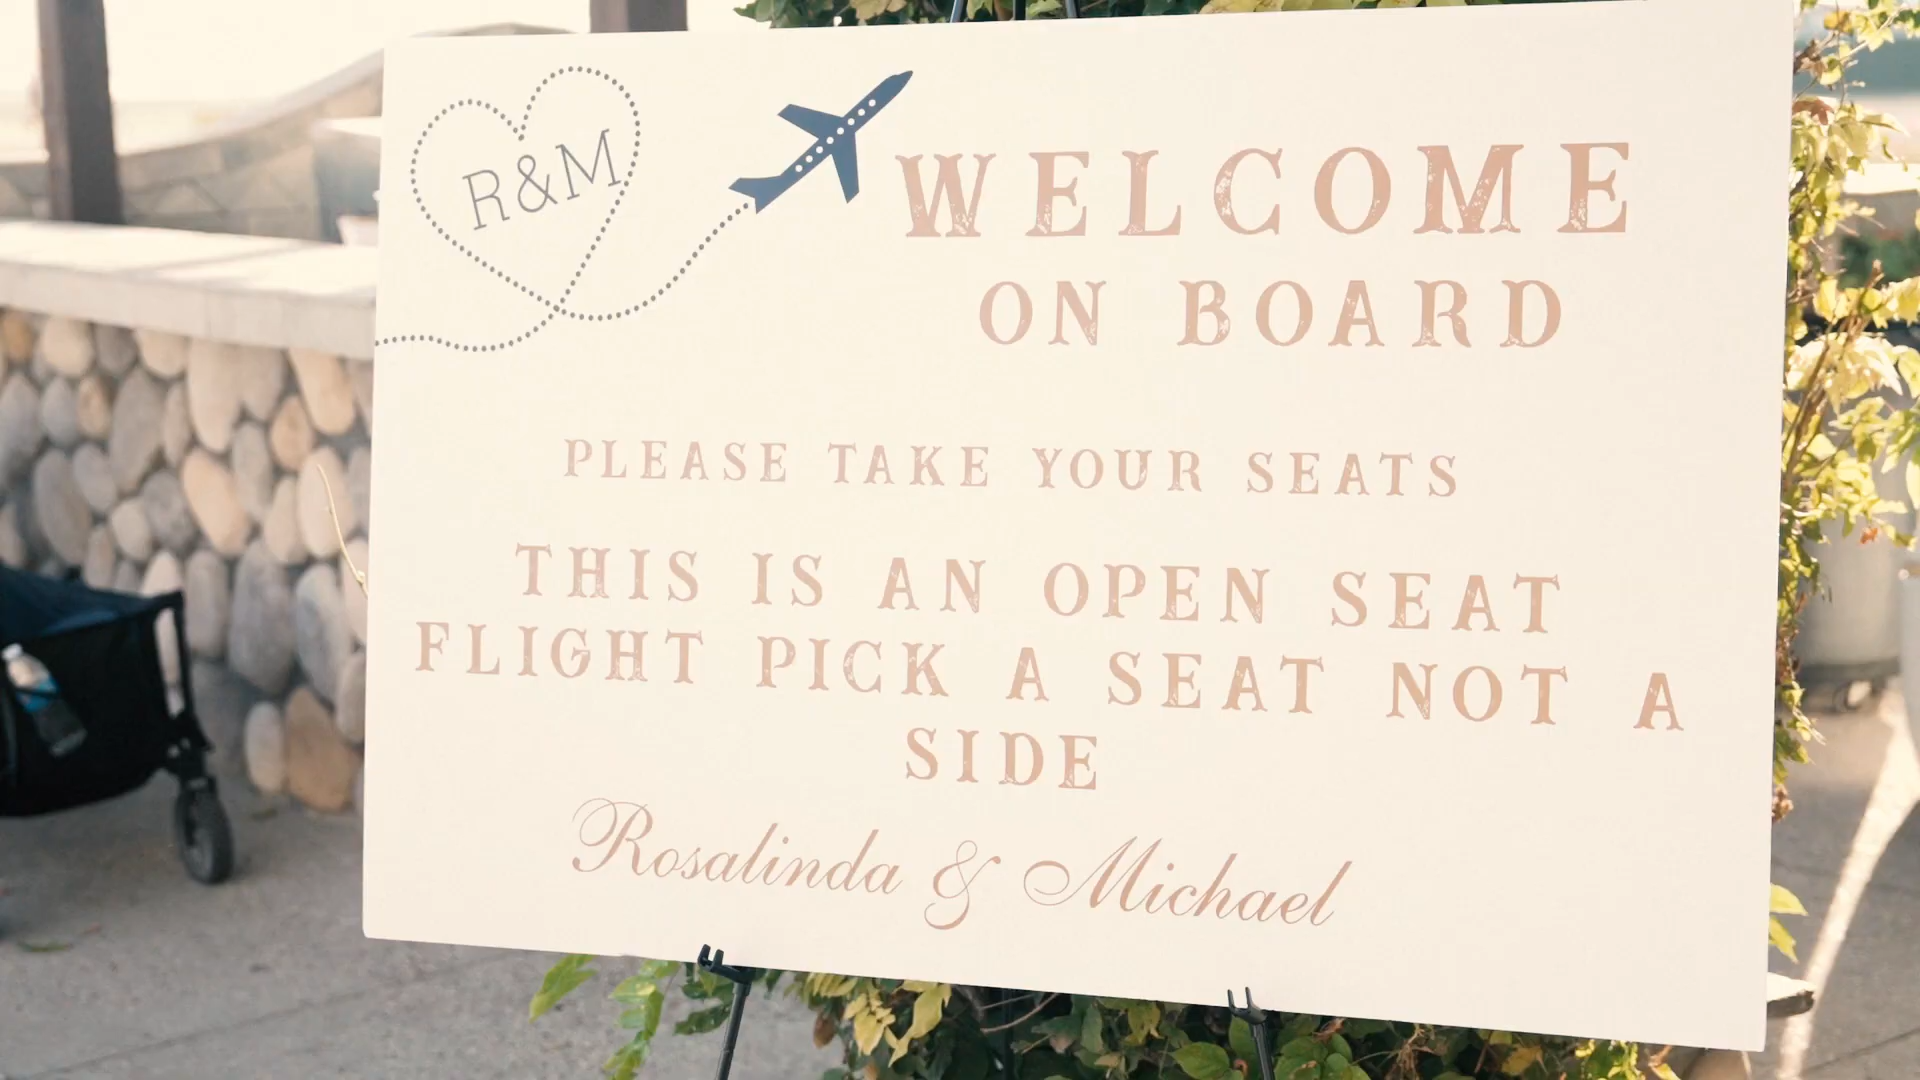 R&M
WELCOME
ON BOARD
PLEASE TAKE YOUR SEATS
THIS IS AN OPEN SEAT
FLIGHT PICK A SEAT NOT A
SIDE
Rosalinda & Michael